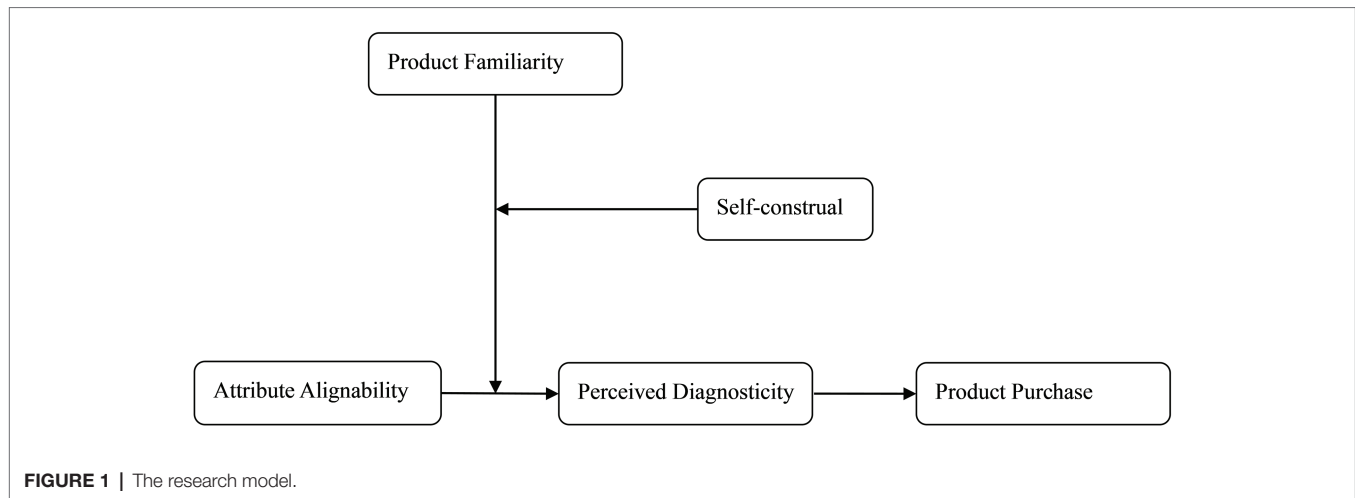 Product Familiarity
Self-construal
Attribute Alignability
Perceived Diagnosticity
Product Purchase
FIGURE 1 | The research model.